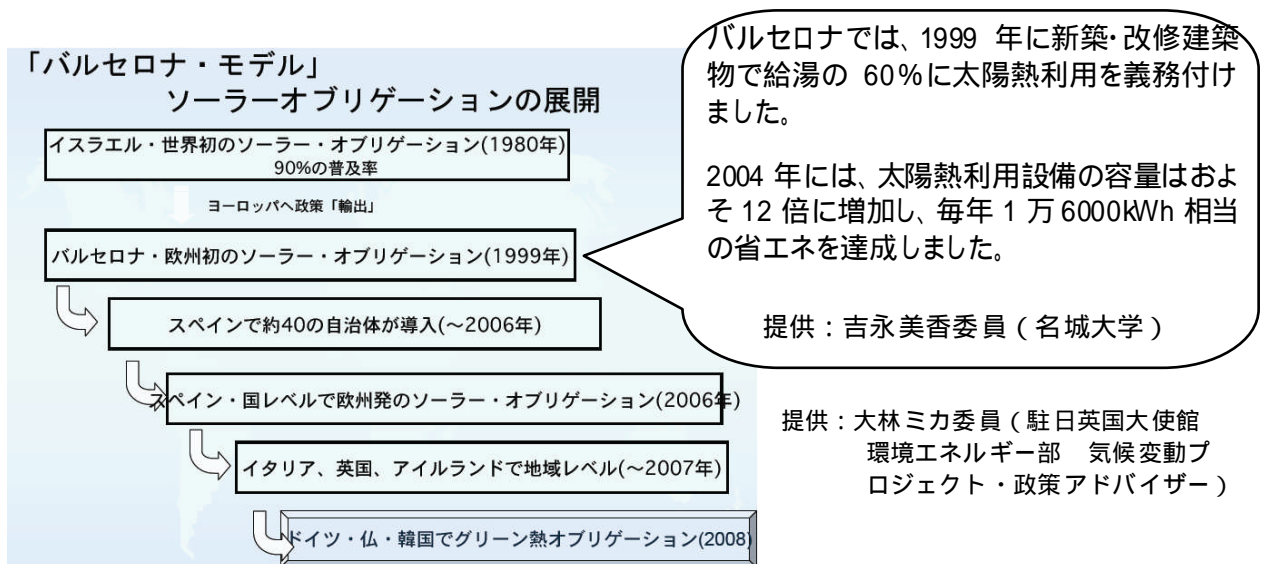 「バルセロナ・モデル」
ソーラーオブリゲーションの展開
イスラエル・世界初のソーラー・オブリゲーション(1980年)
90%の普及率
ヨーロッパへ政策「輸出」
バルセロナ・欧州初のソーラー・オブリゲーション(1999年)
スペインで約40の自治体が導入(～2006年)
スペイン・国レベルで欧州発のソーラー・オブリゲーション(2006年)
イタリア、英国、アイルランドで地域レベル(～2007年)
ドイツ・仏・韓国でグリーン熱オブリゲーション(2008)
バルセロナでは、1999 年に新築・改修建築
物で給湯の 60%に太陽熱利用を義務付け
ました。
2004 年には、太陽熱利用設備の容量はおよ
そ 12 倍に増加し、毎年 1 万 6000kWh 相当
の省エネを達成しました。
提供：吉永美香委員（名城大学）
提供：大林ミカ委員（駐日英国大使館
環境エネルギー部　気候変動プ
ロジェクト・政策アドバイザー）